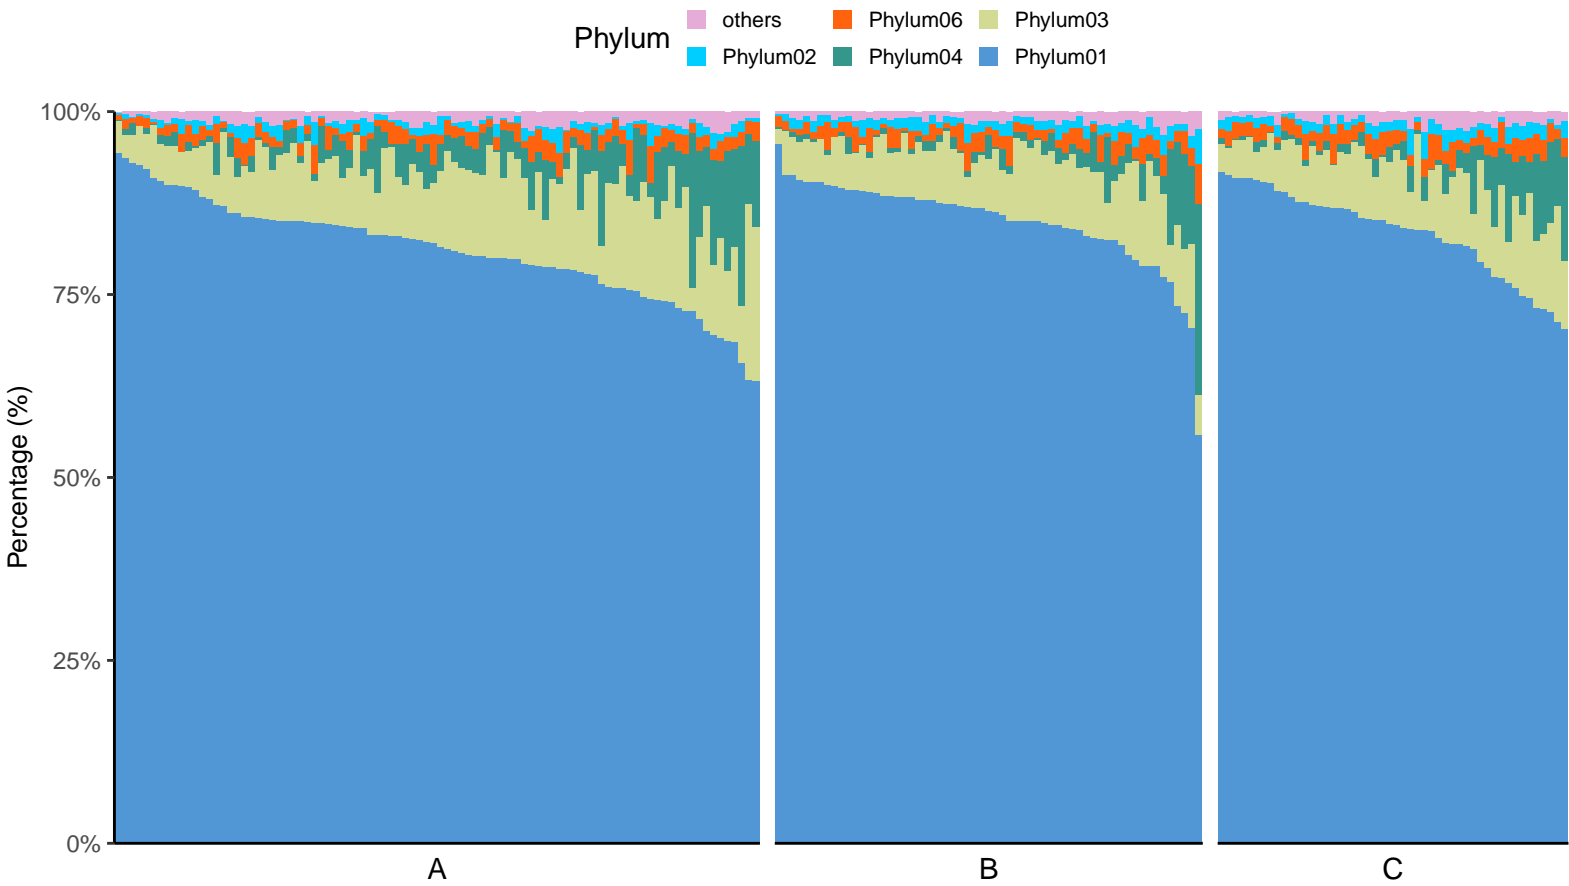 Phylum
others Phylum06 Phylum03
Phylum02 Phylum04 Phylum01
100%
75%
50%
25%
0%
Percentage (%)
A B C